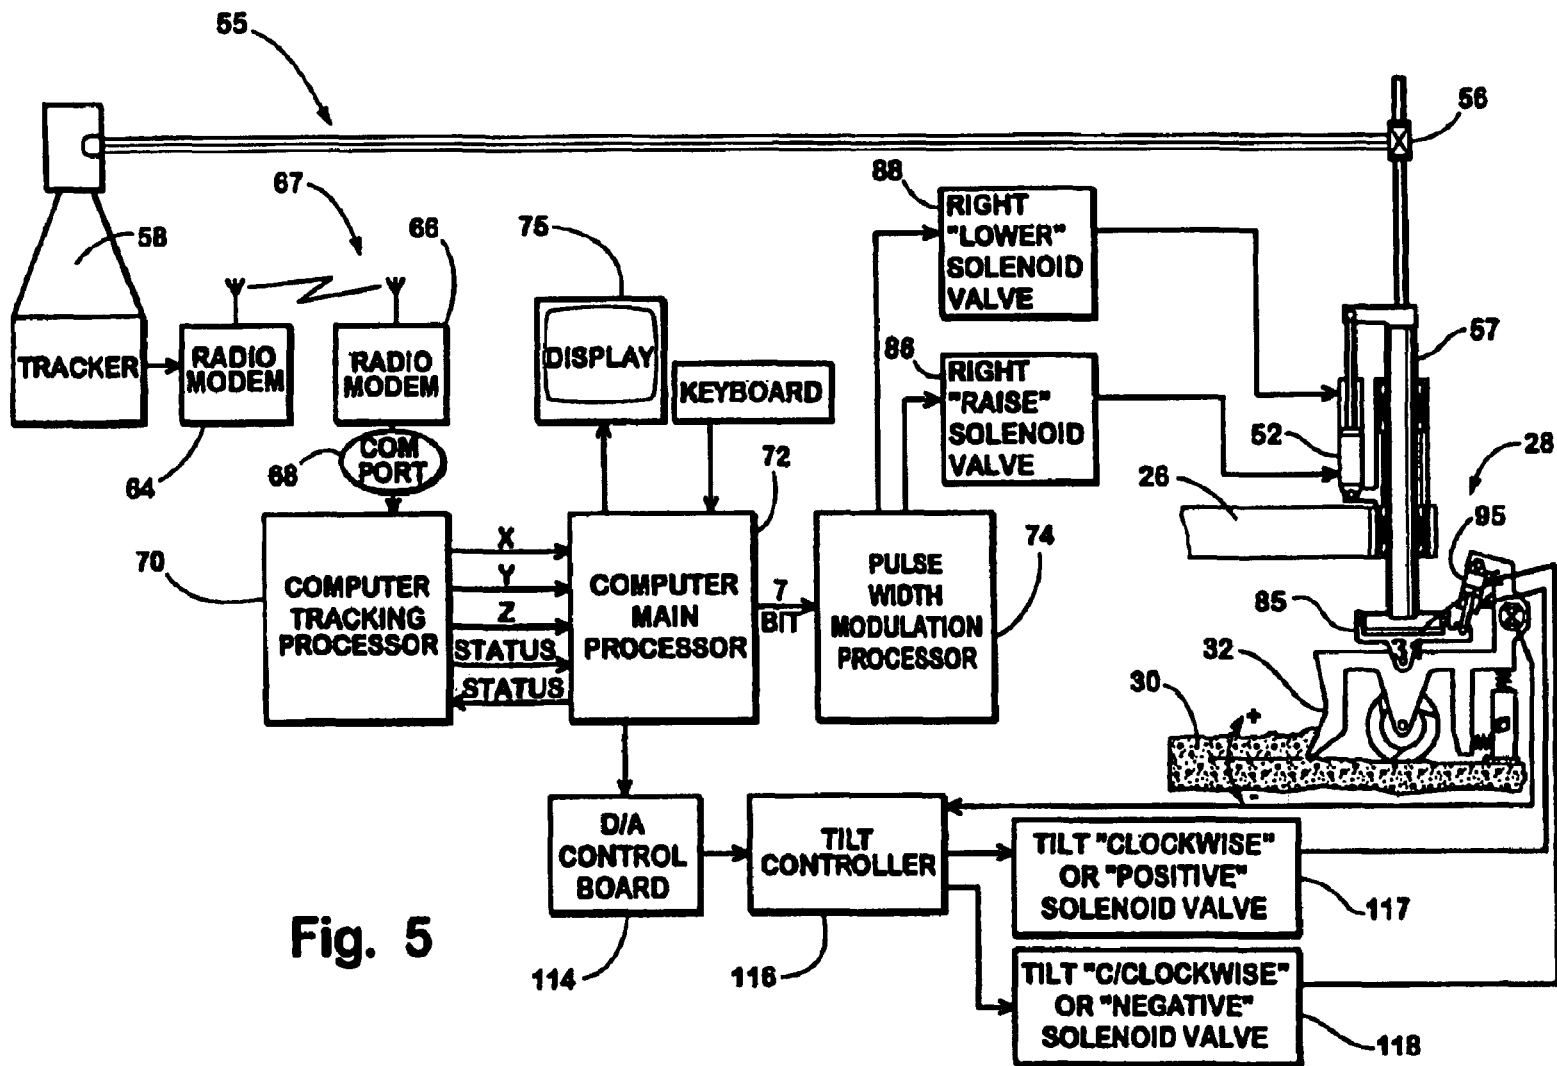 55
56
67
88
RIGHT
"LOWER"
SOLENOID
VALVE
58
66
75
57
TRACKER
RADIO
MODEM
RADIO
MODEM
DISPLAY
KEYBOARD
86
RIGHT
"RAISE"
SOLENOID
VALVE
52
28
64
68
COM
PORT
72
26
95
70
COMPUTER
TRACKING
PROCESSOR
X
Y
Z
STATUS
STATUS
COMPUTER
MAIN
PROCESSOR
7
BIT
PULSE
WIDTH
MODULATION
PROCESSOR
74
85
32
30
+
-
D/A
CONTROL
BOARD
TILT
CONTROLLER
TILT "CLOCKWISE"
OR "POSITIVE"
SOLENOID VALVE
117
Fig. 5
114
116
TILT "C/CLOCKWISE"
OR "NEGATIVE"
SOLENOID VALVE
118